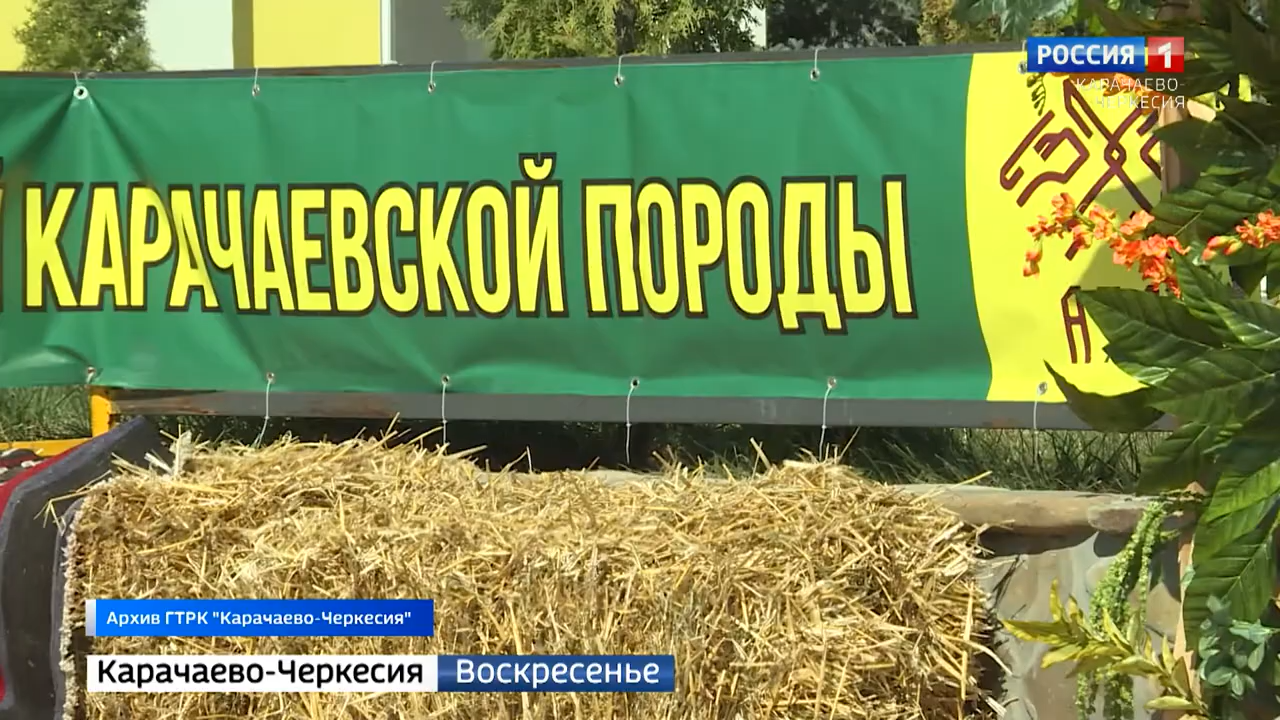 РОССИЯ 1
КАРАЧАЕВО-
ЧЕРКЕСИЯ
Й КАРАЧАЕВСКОЙ ПОРОДЫ
Архив ГТРК "Карачаево-Черкесия"
Карачаево-Черкесия Воскресенье